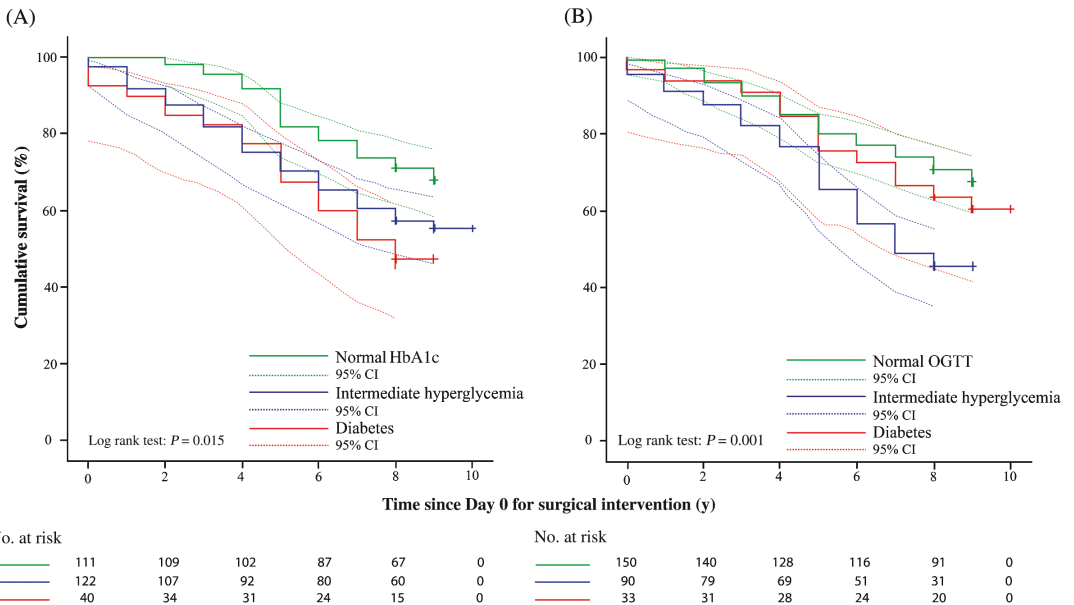 (A)
(B)
Cumulative survival (%)
100
80
60
40
20
0
Normal HbA1c
95% CI
Intermediate hyperglycemia
95% CI
Diabetes
95% CI
Log rank test: P = 0.015
0 2 4 6 8 10
100
80
60
40
20
0
Normal OGTT
95% CI
Intermediate hyperglycemia
95% CI
Diabetes
95% CI
Log rank test: P = 0.001
0 2 4 6 8 10
Time since Day 0 for surgical intervention (y)
o. at risk
111 109 102 87 67 0
122 107 92 80 60 0
40 34 31 24 15 0
No. at risk
150 140 128 116 91 0
90 79 69 51 31 0
33 31 28 24 20 0